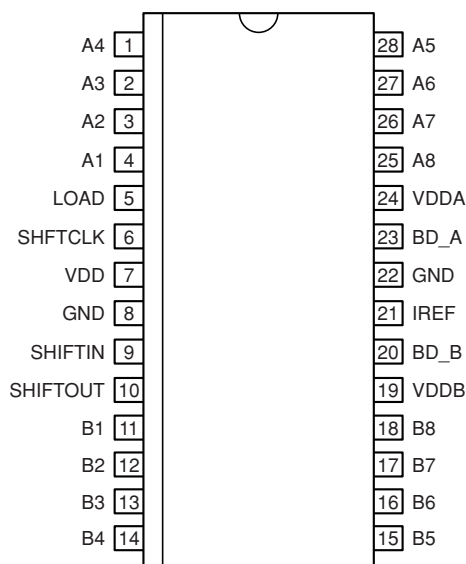 A4 1 28 A5
A3 2 27 A6
A2 3 26 A7
A1 4 25 A8
LOAD 5 24 VDDA
SHFTCLK 6 23 BD_A
VDD 7 22 GND
GND 8 21 IREF
SHIFTIN 9 20 BD_B
SHIFTOUT 10 19 VDDB
B1 11 18 B8
B2 12 17 B7
B3 13 16 B6
B4 14 15 B5